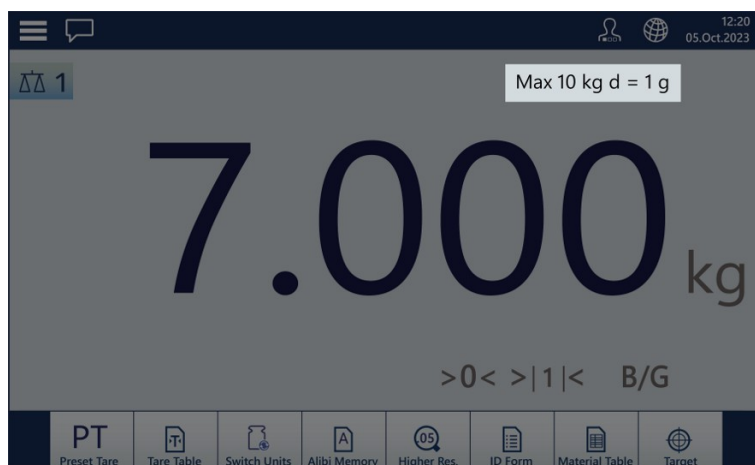 12:20
05.Oct.2023
1
Max 10 kg d = 1 g
7.000 kg
>0< >|1|< B/G
PT
Preset Tare
T
Tare Table
Switch Units
A
Alibi Memory
05
Higher Res.
ID Form
Material Table
Target